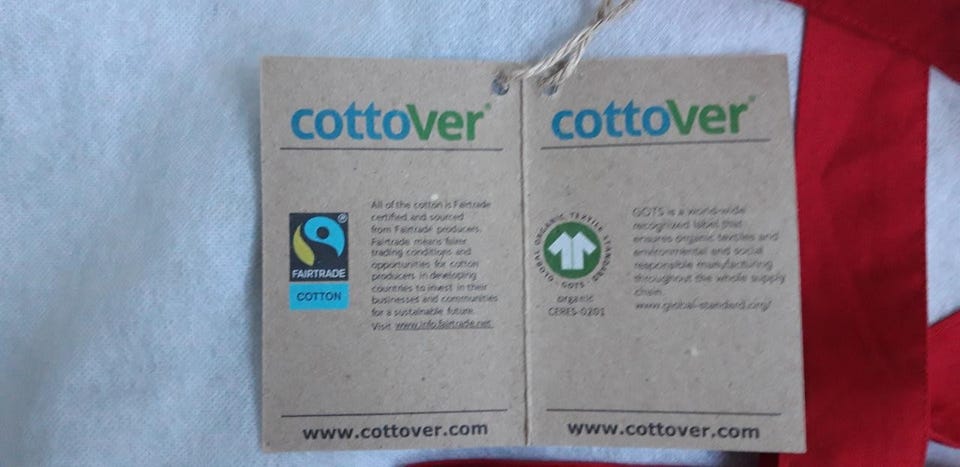 cottoVer®
All of the cotton is Fairtrade
certified and sourced
from Fairtrade producers.
Fairtrade means fairer
trading conditions and
opportunities for cotton
producers in developing
countries to invest in their
businesses and communities
for a sustainable future.
Visit www.info.fairtrade.net
®
FAIRTRADE
COTTON
www.cottover.com
cottoVer®
GLOBAL ORGANIC TEXTILE STANDARD · GOTS ·
organic
CERES-0201
GOTS is a world-wide
recognized label that
ensures organic textiles and
environmental and social
responsible manufacturing
throughout the whole supply
chain.
www.global-standard.org/
www.cottover.com